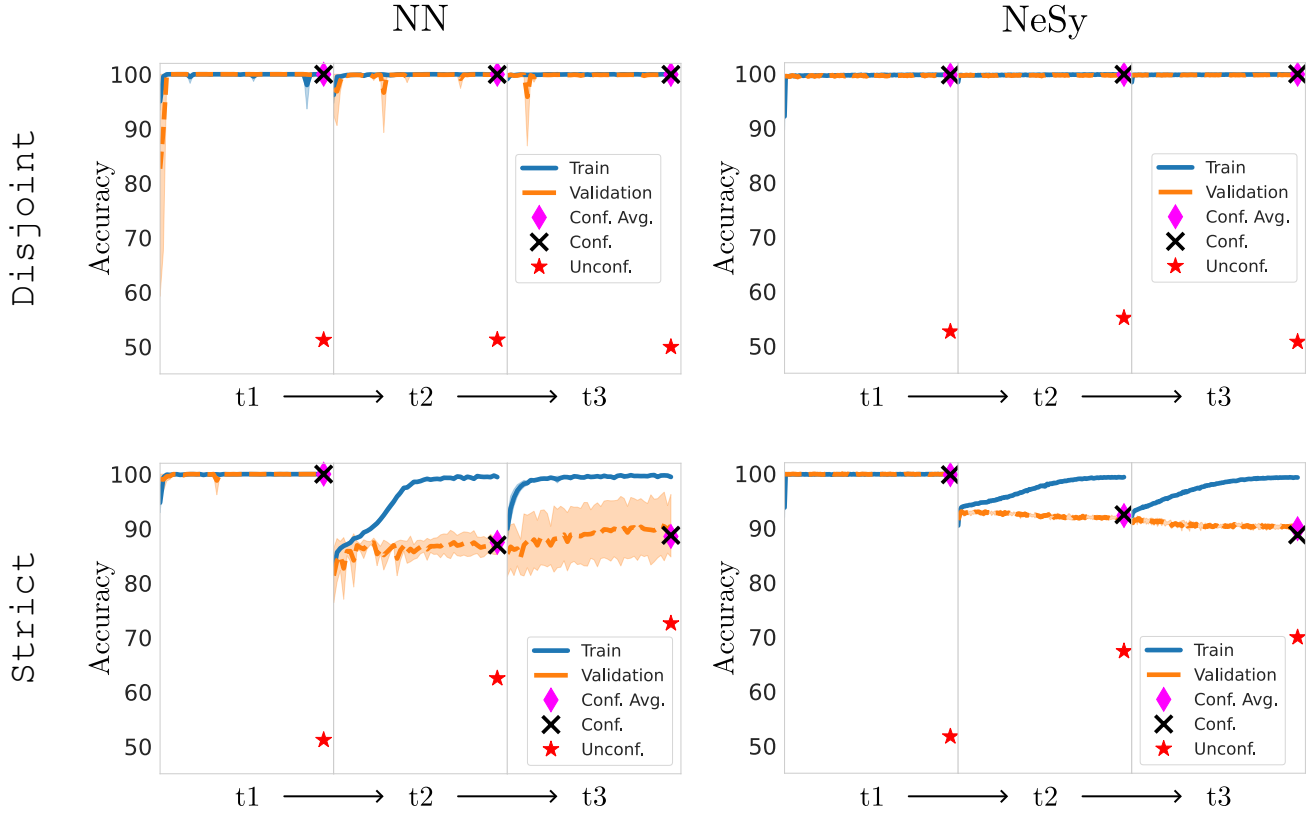 NN
NeSy
Disjoint
Accuracy
100
90
80
70
60
50
Train
Validation
Conf. Avg.
Conf.
Unconf.
t1
t2
t3
Accuracy
100
90
80
70
60
50
Train
Validation
Conf. Avg.
Conf.
Unconf.
t1
t2
t3
Strict
Accuracy
100
90
80
70
60
50
Train
Validation
Conf. Avg.
Conf.
Unconf.
t1
t2
t3
Accuracy
100
90
80
70
60
50
Train
Validation
Conf. Avg.
Conf.
Unconf.
t1
t2
t3